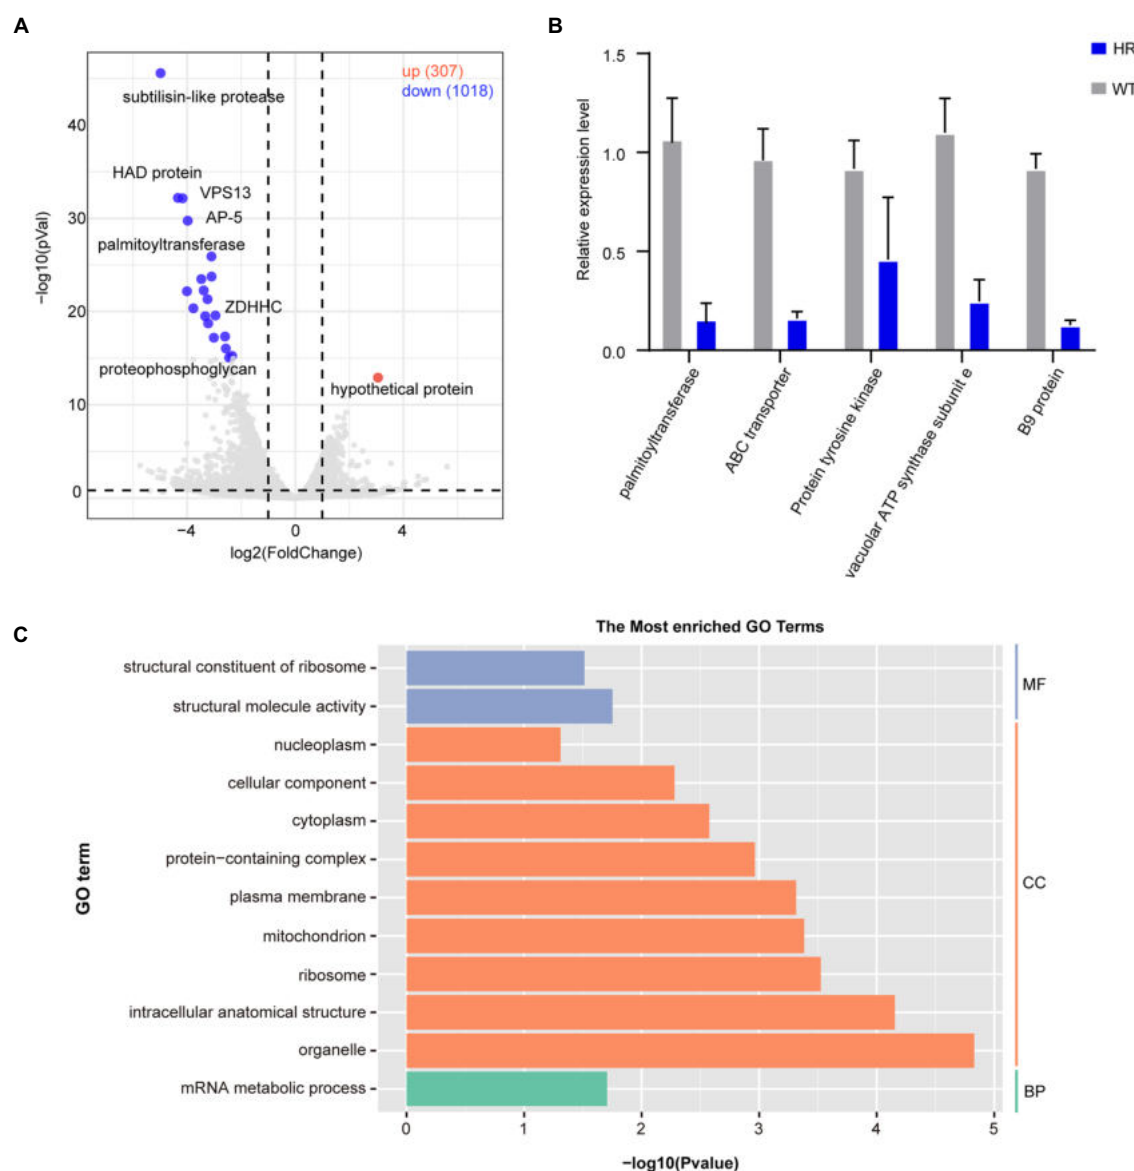 A
up (307)
down (1018)
subtilisin-like protease
HAD protein
VPS13
AP-5
palmitoyltransferase
ZDHHC
proteophosphoglycan
hypothetical protein
−log10(pVal)
40
30
20
10
0
−4
0
4
log2(FoldChange)
B
HR
WT
Relative expression level
1.5
1.0
0.5
0.0
palmitoyltransferase
ABC transporter
Protein tyrosine kinase
vacuolar ATP synthase subunit e
B9 protein
C
The Most enriched GO Terms
GO term
structural constituent of ribosome
structural molecule activity
nucleoplasm
cellular component
cytoplasm
protein−containing complex
plasma membrane
mitochondrion
ribosome
intracellular anatomical structure
organelle
mRNA metabolic process
MF
CC
BP
0
1
2
3
4
5
−log10(Pvalue)